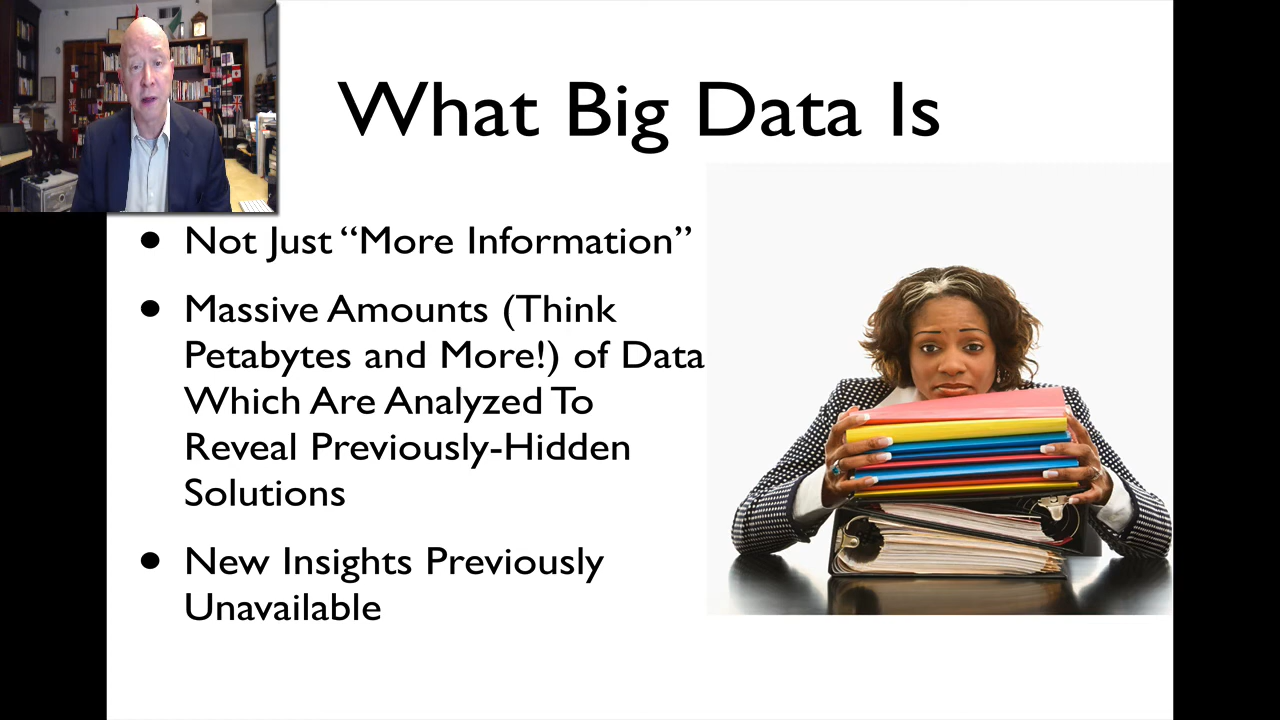 What Big Data Is
• Not Just “More Information”
• Massive Amounts (Think
Petabytes and More!) of Data
Which Are Analyzed To
Reveal Previously-Hidden
Solutions
• New Insights Previously
Unavailable